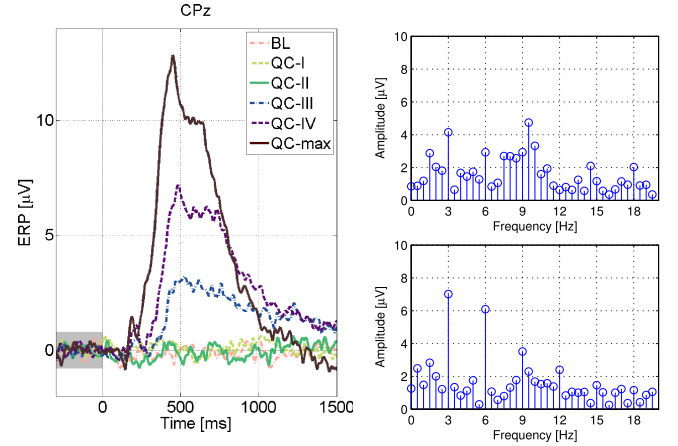 CPz
BL
QC-I
QC-II
QC-III
QC-IV
QC-max
ERP [µV]
10
5
0
0
500
1000
1500
Time [ms]
Amplitude [µV]
10
8
6
4
2
0
0
3
6
9
12
15
18
Frequency [Hz]
Amplitude [µV]
10
8
6
4
2
0
0
3
6
9
12
15
18
Frequency [Hz]